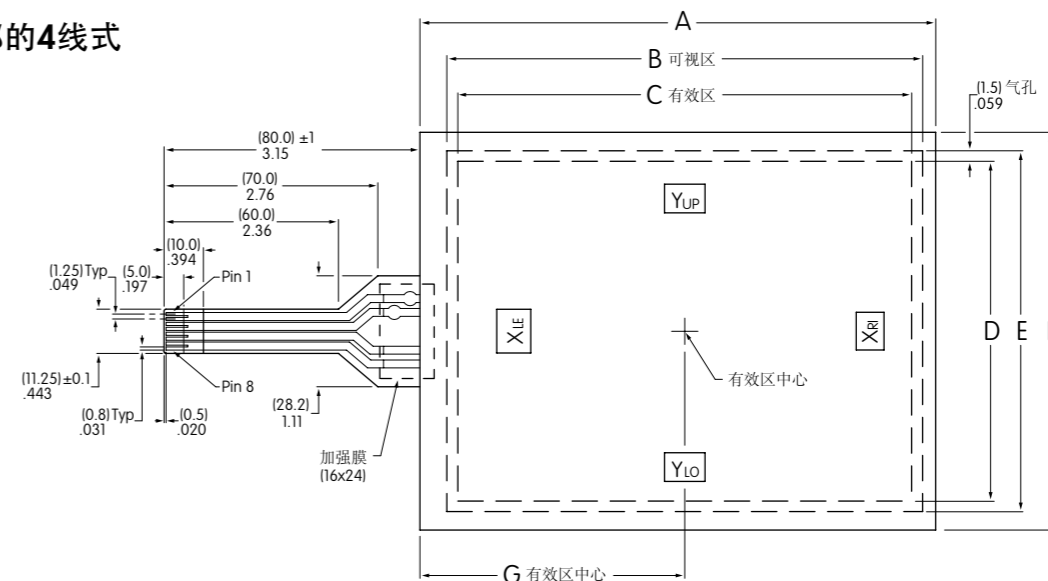 的4线式
A
B 可视区
C 有效区
(1.5) 气孔
.059
(80.0) ±1
3.15
(70.0)
2.76
(60.0)
2.36
(10.0)
.394
(1.25) Typ
.049
(5.0)
.197
Pin 1
YUP
XLE
XRI
D
E
有效区中心
(11.25)±0.1
.443
Pin 8
(0.8) Typ
.031
(0.5)
.020
(28.2)
1.11
加强膜
(16x24)
YLO
G 有效区中心